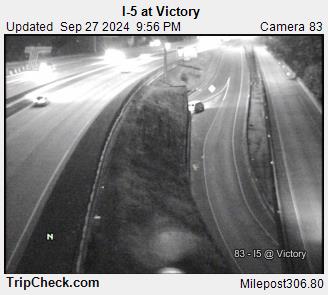 I-5 at Victory
Updated Sep 27 2024 9:56 PM Camera 83
N
83 - I5 @ Victory
TripCheck.com Milepost306.80